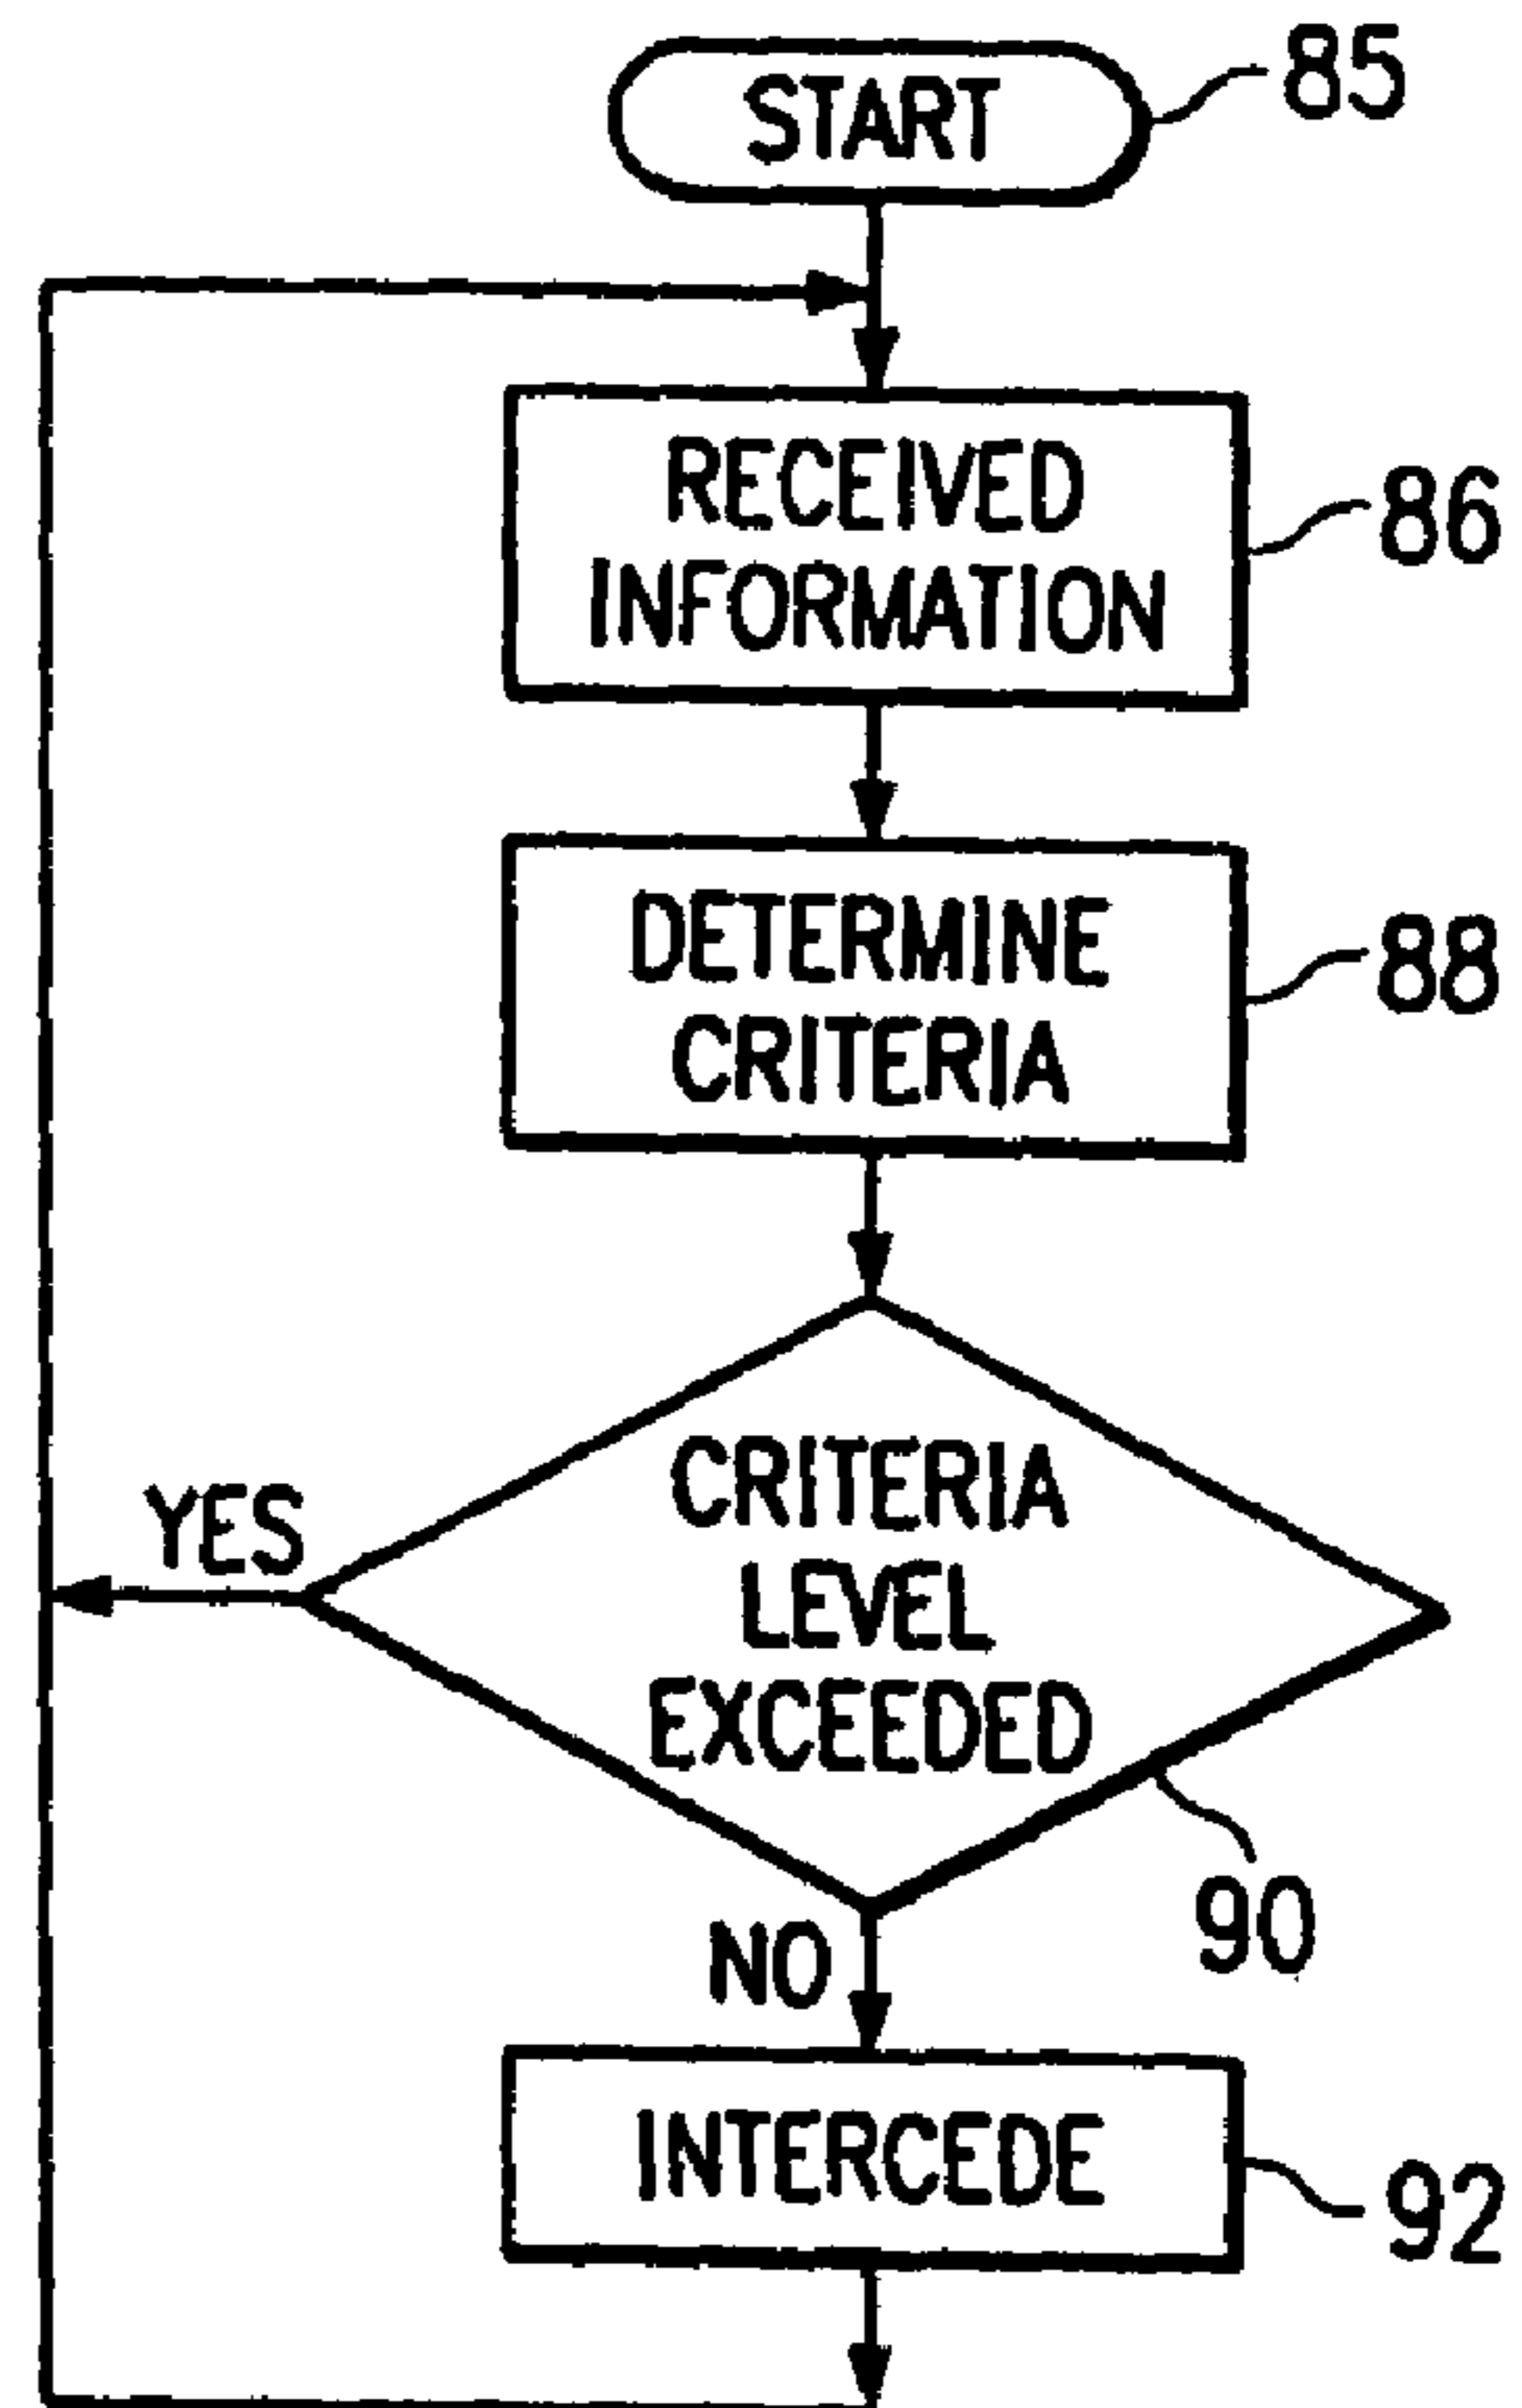 START
85
RECEIVED
INFORMATION
86
DETERMINE
CRITERIA
88
CRITERIA
LEVEL
EXCEEDED
YES
90
NO
INTERCEDE
92